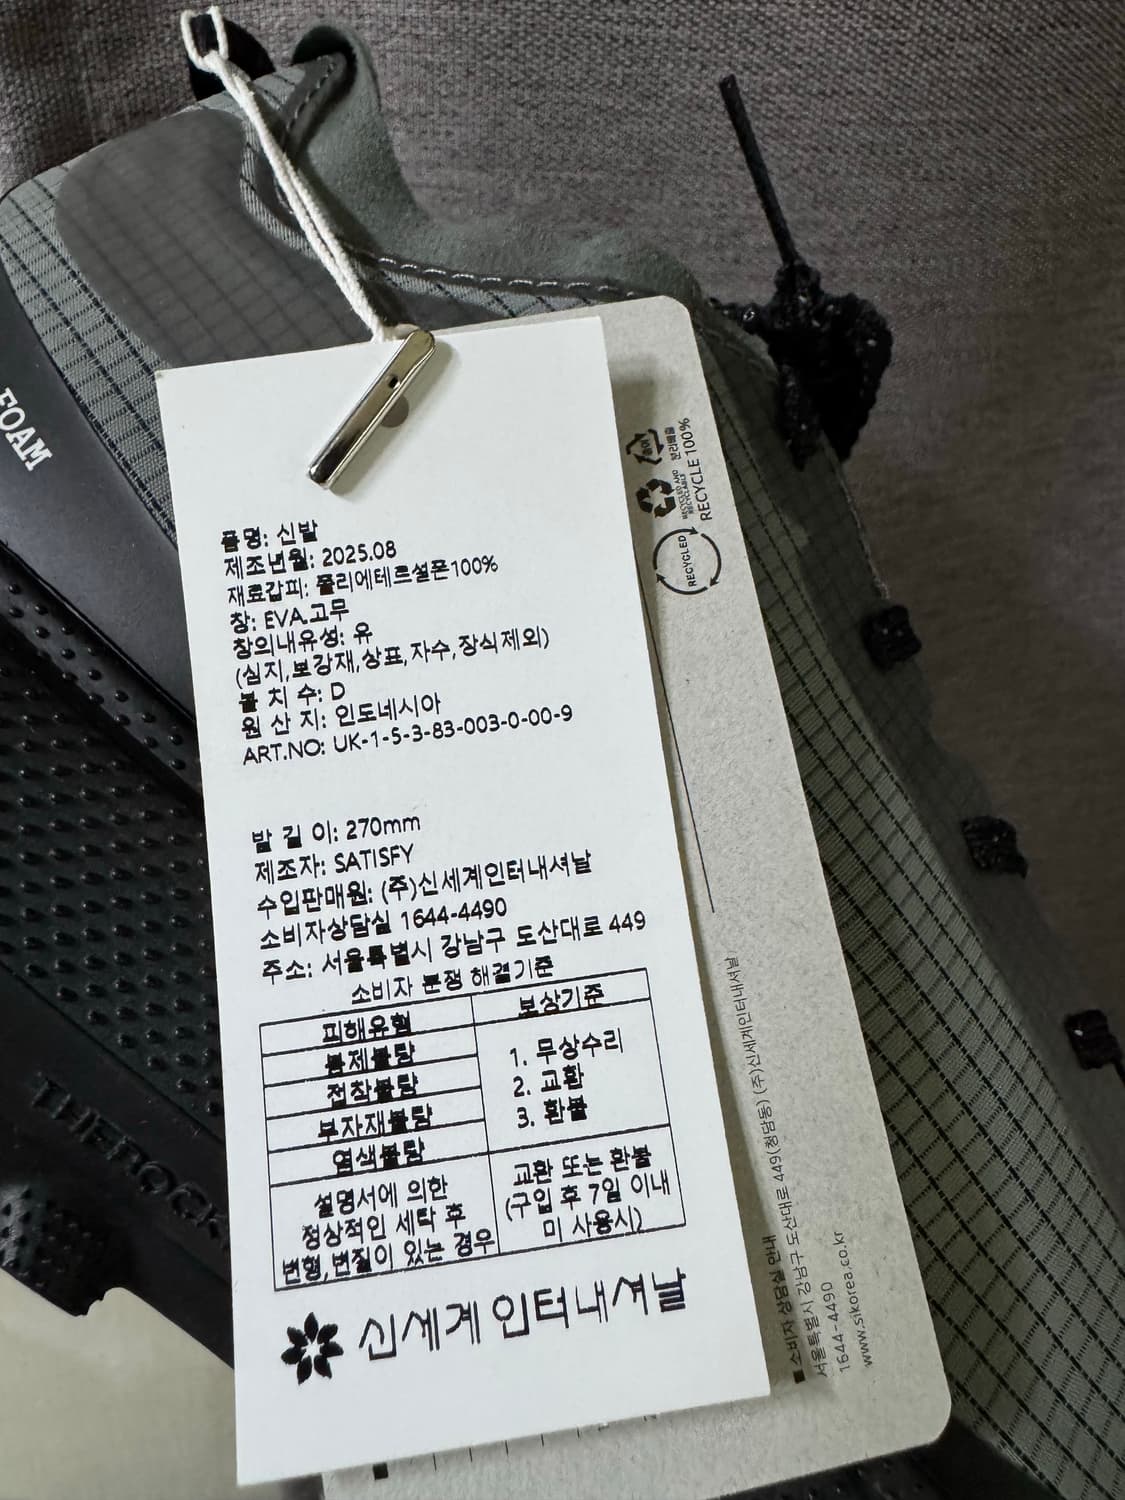 FOAM
품명: 신발
제조년월: 2025.08
재료갑피: 폴리에테르설폰100%
창: EVA.고무
창의내유성: 유
(심지,보강재,상표,자수,장식제외)
볼 치 수: D
원 산 지: 인도네시아
ART.NO: UK-1-5-3-83-003-0-00-9
발 길 이: 270mm
제조자: SATISFY
수입판매원: (주)신세계인터내셔날
소비자상담실 1644-4490
주소: 서울특별시 강남구 도산대로 449
소비자 분쟁 해결기준
피해유형 보상기준
봉제불량
접착불량
부자재불량
염색불량
1. 무상수리
2. 교환
3. 환불
설명서에 의한
정상적인 세탁 후
변형,변질이 있는 경우
교환 또는 환불
(구입 후 7일 이내
미 사용시)
신세계인터내셔날
종이
분리배출
RECYCLED AND
RECYCLABLE
RECYCLE 100%
RECYCLED
■ 소비자 상담실 안내
서울특별시 강남구 도산대로 449(청담동) (주)신세계인터내셔날
1644-4490
www.sikorea.co.kr
THEROCK